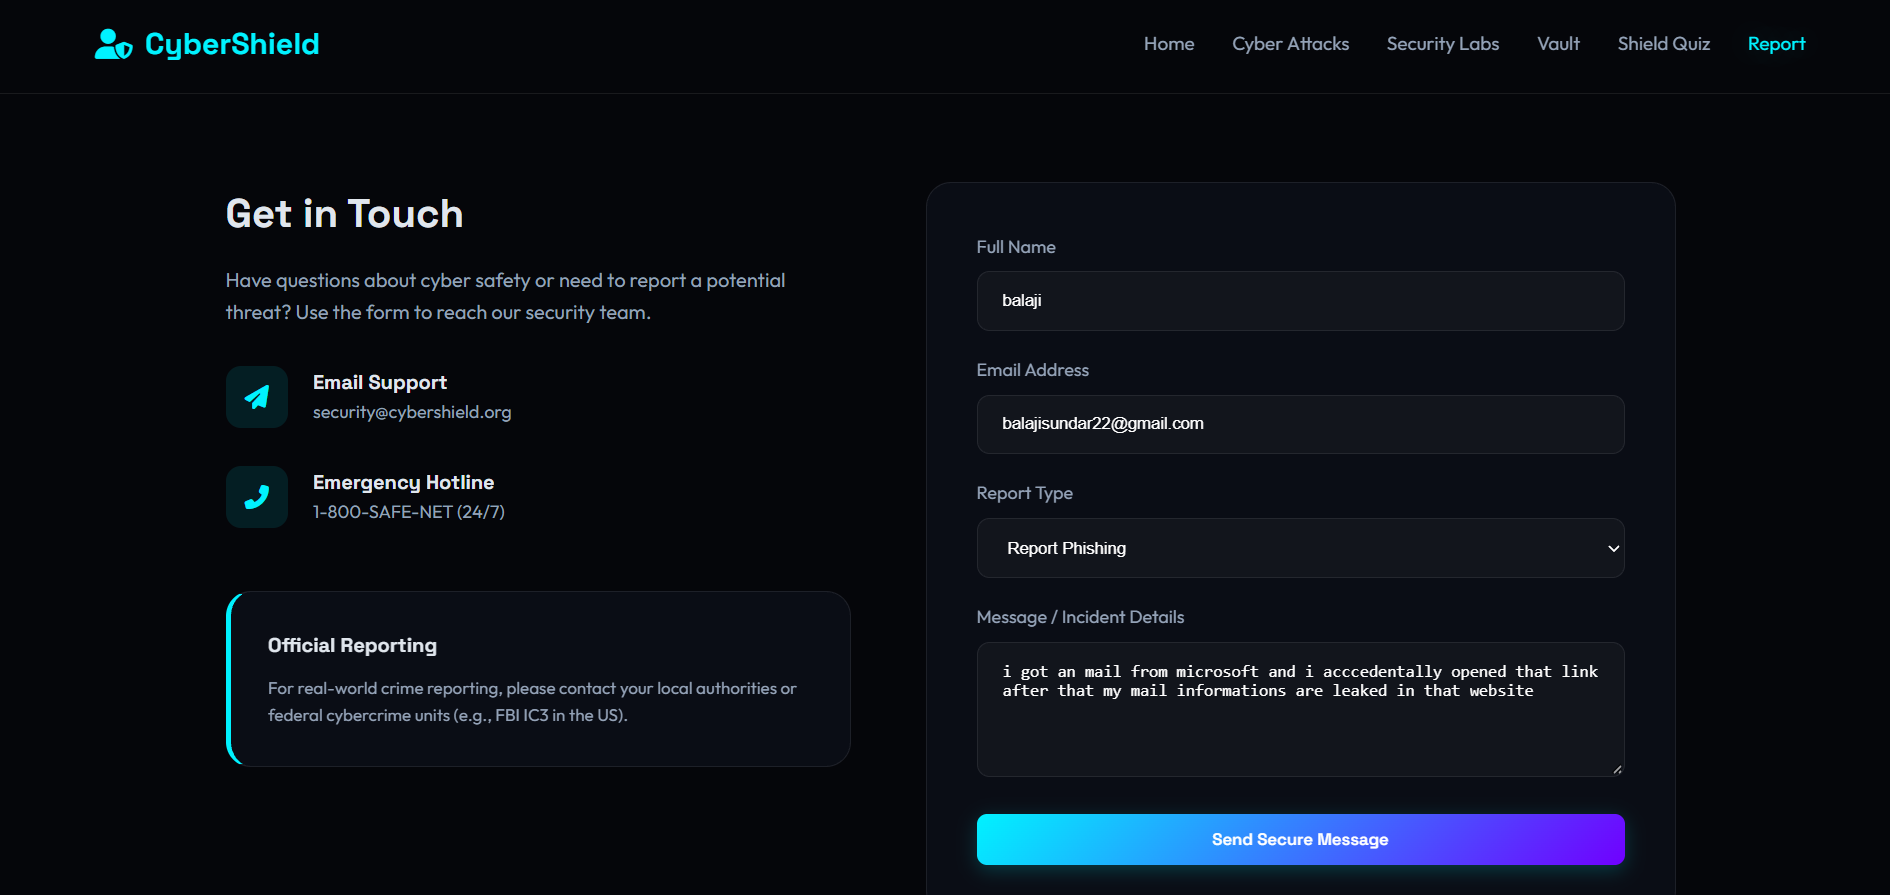 CyberShield
Home Cyber Attacks Security Labs Vault Shield Quiz Report
Get in Touch
Have questions about cyber safety or need to report a potential
threat? Use the form to reach our security team.
Email Support
security@cybershield.org
Emergency Hotline
1-800-SAFE-NET (24/7)
Official Reporting
For real-world crime reporting, please contact your local authorities or
federal cybercrime units (e.g., FBI IC3 in the US).
Full Name
balaji
Email Address
balajisundar22@gmail.com
Report Type
Report Phishing
Message / Incident Details
i got an mail from microsoft and i acccedentally opened that link
after that my mail informations are leaked in that website
Send Secure Message